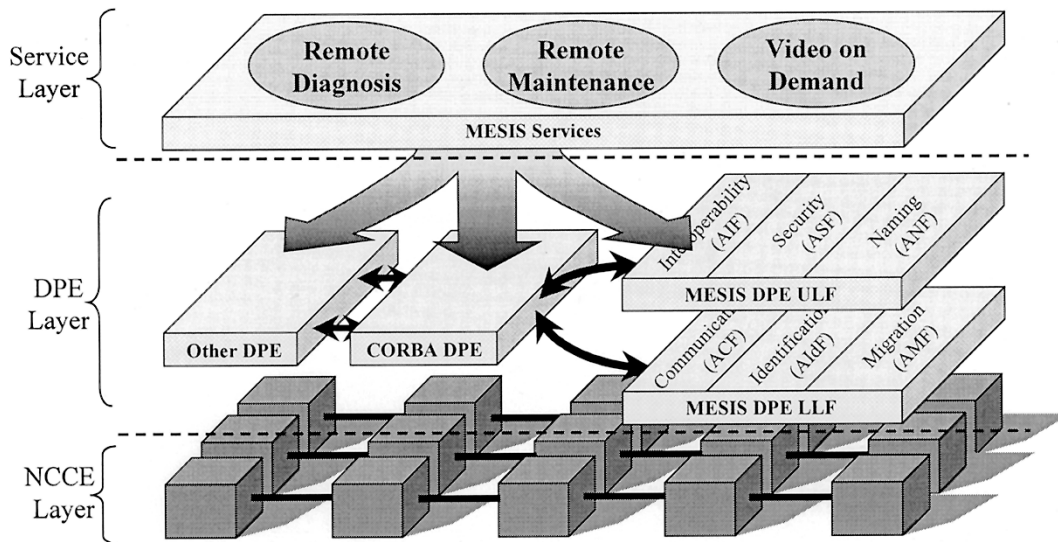 Service
Layer
Remote
Diagnosis
Remote
Maintenance
Video on
Demand
MESIS Services
DPE
Layer
Other DPE
CORBA DPE
Interoperability
(AIF)
Security
(ASF)
Naming
(ANF)
MESIS DPE ULF
(ACF)
Identification
(AIdF)
Migration
(AMF)
MESIS DPE LLF
NCCE
Layer